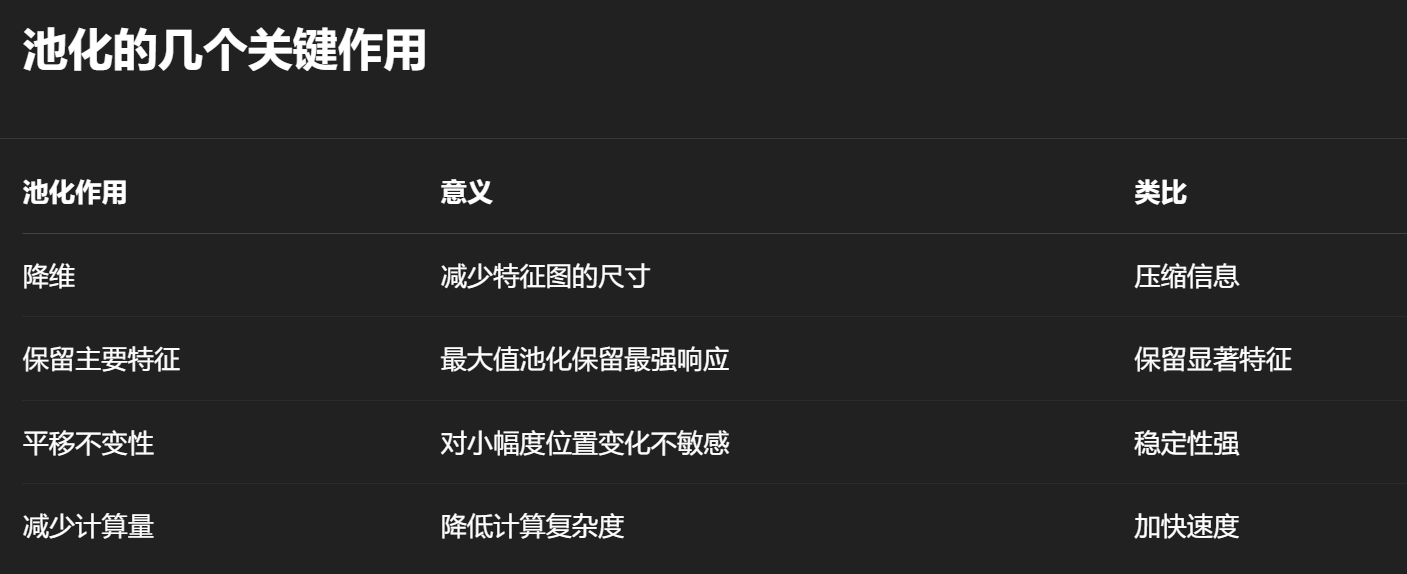 池化的几个关键作用
池化作用 意义 类比
降维 减少特征图的尺寸 压缩信息
保留主要特征 最大值池化保留最强响应 保留显著特征
平移不变性 对小幅度位置变化不敏感 稳定性强
减少计算量 降低计算复杂度 加快速度